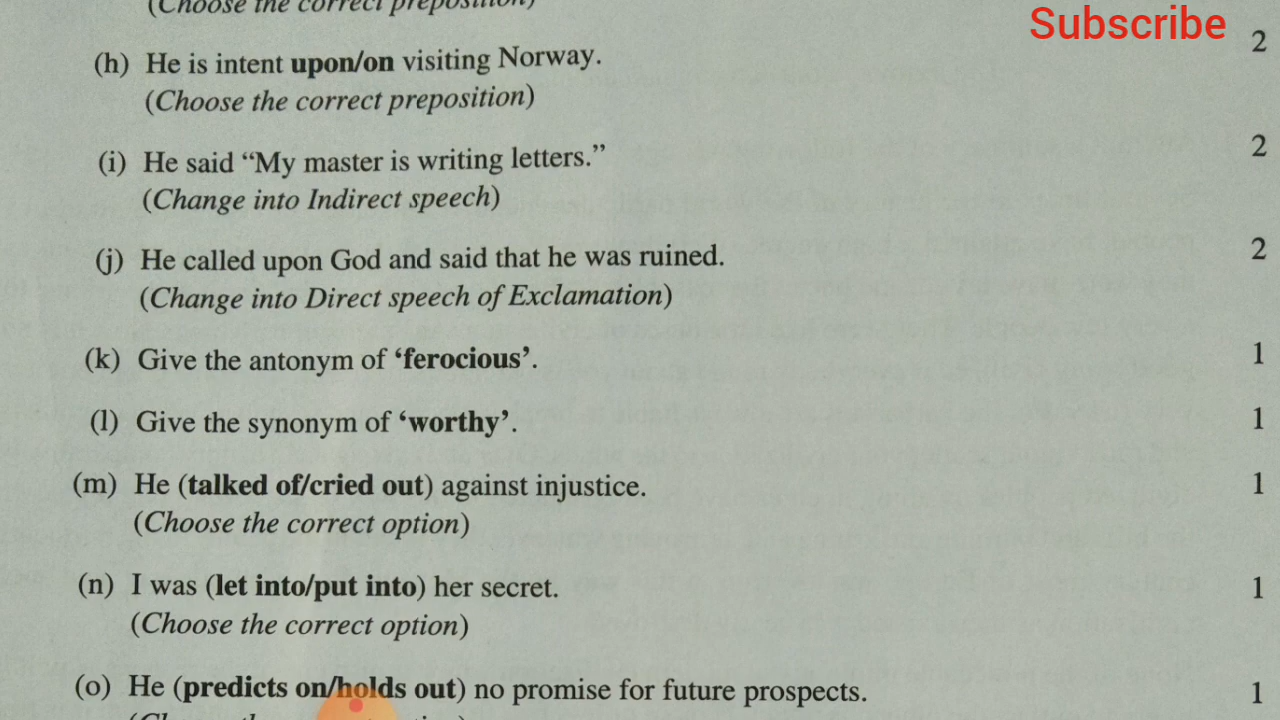 (Choose the correct preposition)
Subscribe
(h) He is intent upon/on visiting Norway. 2
(Choose the correct preposition)
(i) He said “My master is writing letters.” 2
(Change into Indirect speech)
(j) He called upon God and said that he was ruined. 2
(Change into Direct speech of Exclamation)
(k) Give the antonym of ‘ferocious’. 1
(l) Give the synonym of ‘worthy’. 1
(m) He (talked of/cried out) against injustice. 1
(Choose the correct option)
(n) I was (let into/put into) her secret. 1
(Choose the correct option)
(o) He (predicts on/holds out) no promise for future prospects. 1